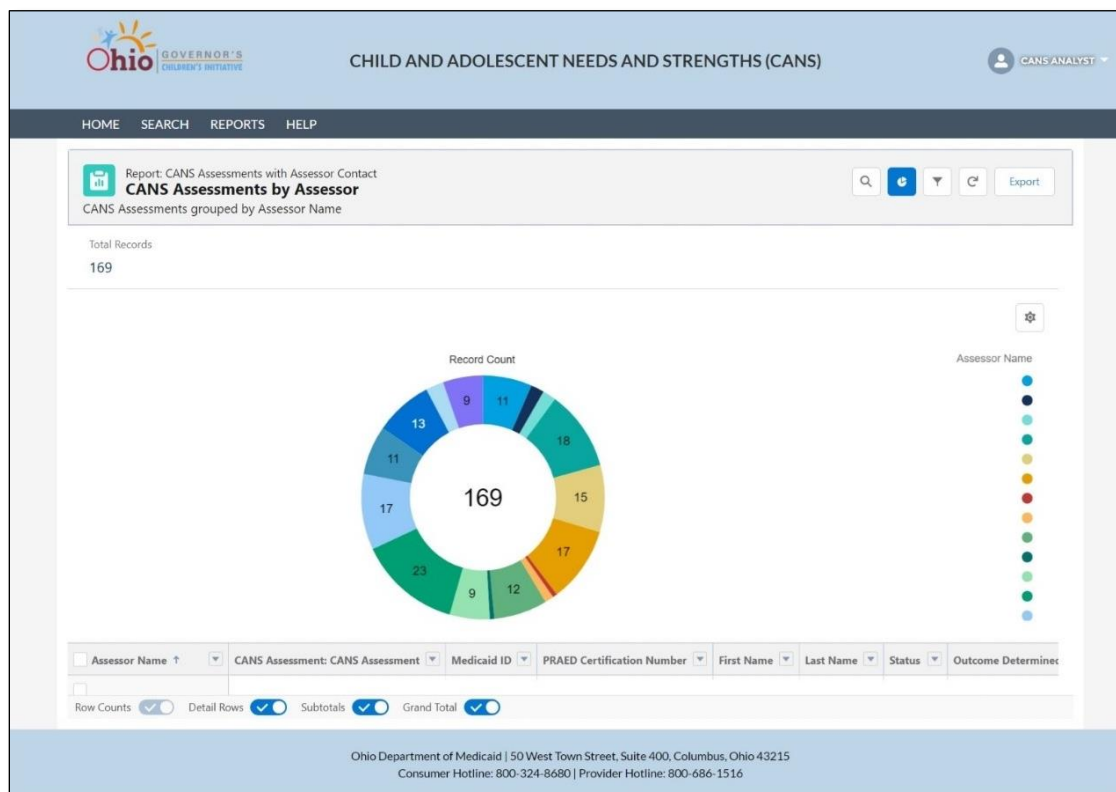 Ohio
GOVERNOR'S
CHILDREN'S INITIATIVE
CHILD AND ADOLESCENT NEEDS AND STRENGTHS (CANS)
CANS ANALYST
HOME SEARCH REPORTS HELP
Report: CANS Assessments with Assessor Contact
CANS Assessments by Assessor
CANS Assessments grouped by Assessor Name
Export
Total Records
169
Record Count
Assessor Name
9 11
13
18
11
15
169
17
17
23
12
9
Assessor Name CANS Assessment: CANS Assessment Medicaid ID PRAED Certification Number First Name Last Name Status Outcome Determined
Row Counts Detail Rows Subtotals Grand Total
Ohio Department of Medicaid | 50 West Town Street, Suite 400, Columbus, Ohio 43215
Consumer Hotline: 800-324-8680 | Provider Hotline: 800-686-1516